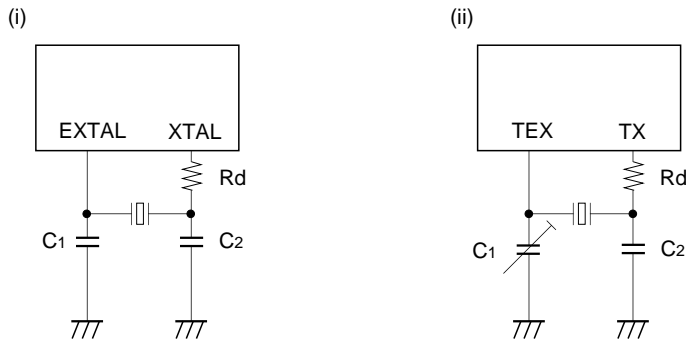 (i)
EXTAL XTAL
Rd
C1 C2
(ii)
TEX TX
Rd
C1 C2